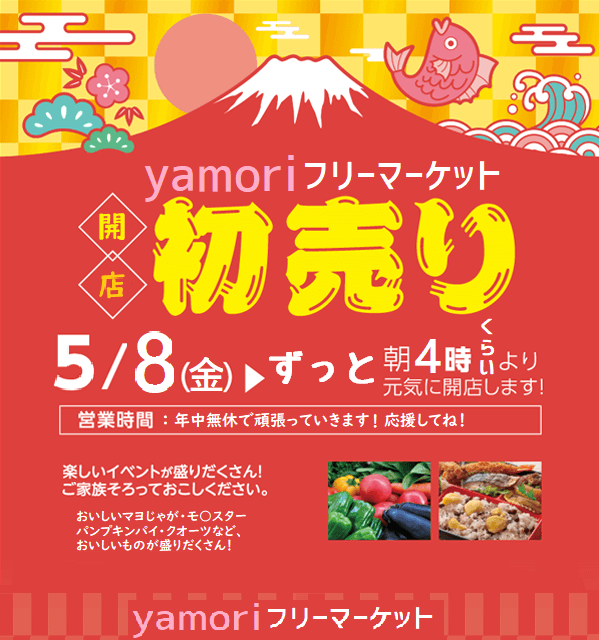 yamoriフリーマーケット
開店
初売り
5/8(金)▶ずっと
朝4時くらいより
元気に開店します!
営業時間：年中無休で頑張っていきます！応援してね！
楽しいイベントが盛りだくさん！
ご家族そろっておこしください。
おいしいマヨじゃが・モ〇スター
パンプキンパイ・クオーツなど、
おいしいものが盛りだくさん！
yamoriフリーマーケット